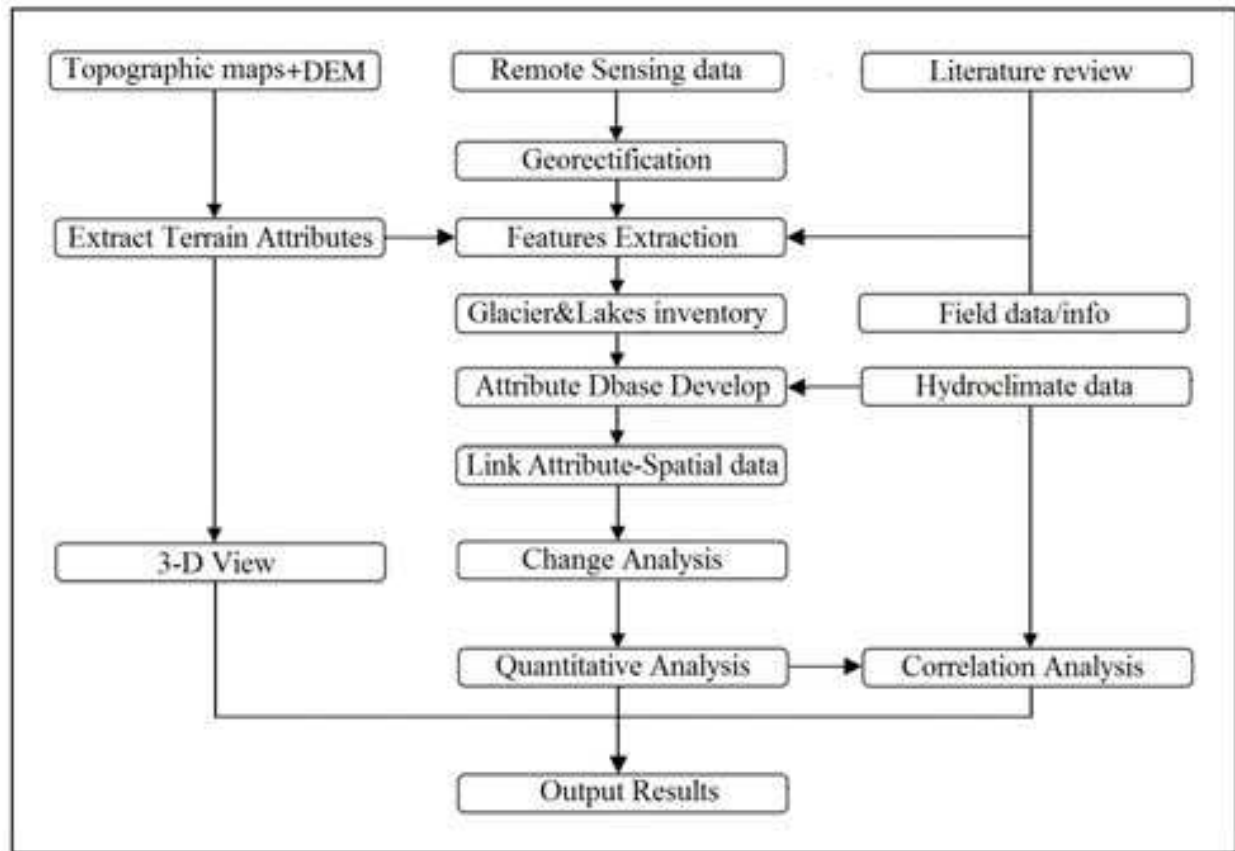 Topographic maps+DEM
Remote Sensing data
Literature review
Georectification
Extract Terrain Attributes
Features Extraction
Glacier&Lakes inventory
Field data/info
Attribute Dbase Develop
Hydroclimate data
Link Attribute-Spatial data
3-D View
Change Analysis
Quantitative Analysis
Correlation Analysis
Output Results